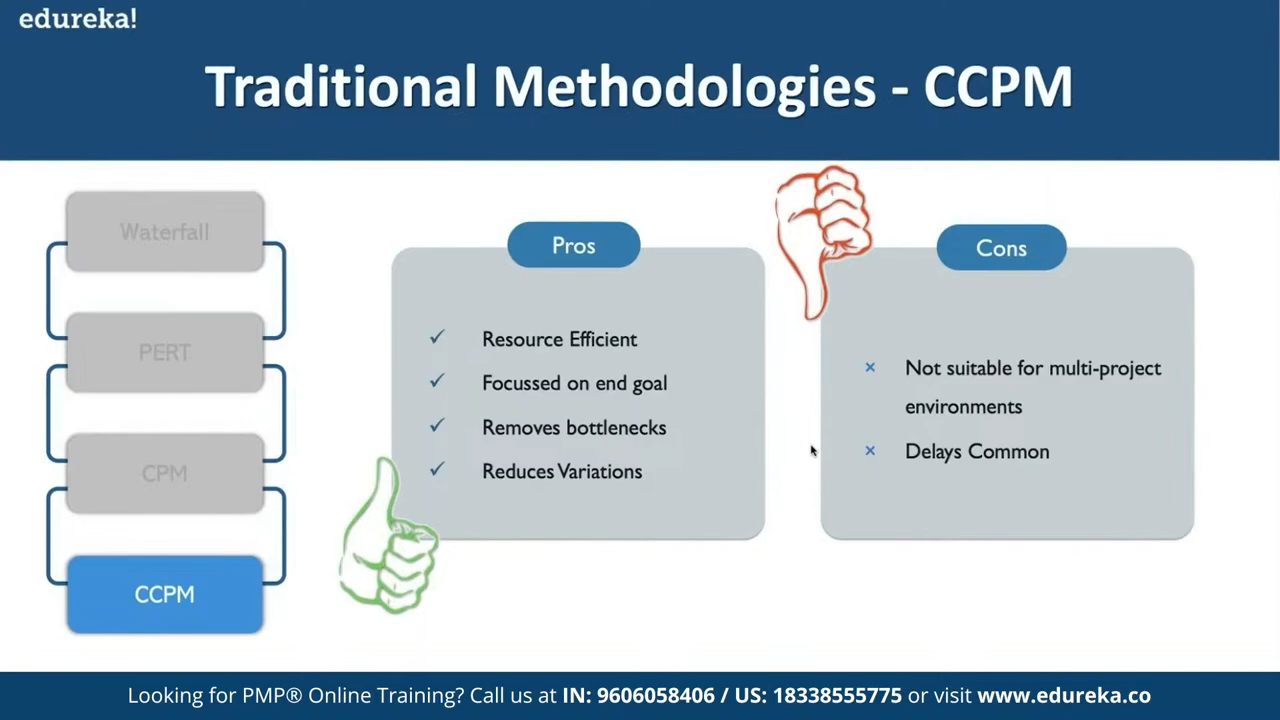 edureka!
Traditional Methodologies - CCPM
Waterfall
PERT
CPM
CCPM
Pros
Resource Efficient
Focussed on end goal
Removes bottlenecks
Reduces Variations
Cons
Not suitable for multi-project
environments
Delays Common
Looking for PMP® Online Training? Call us at IN: 9606058406 / US: 18338555775 or visit www.edureka.co